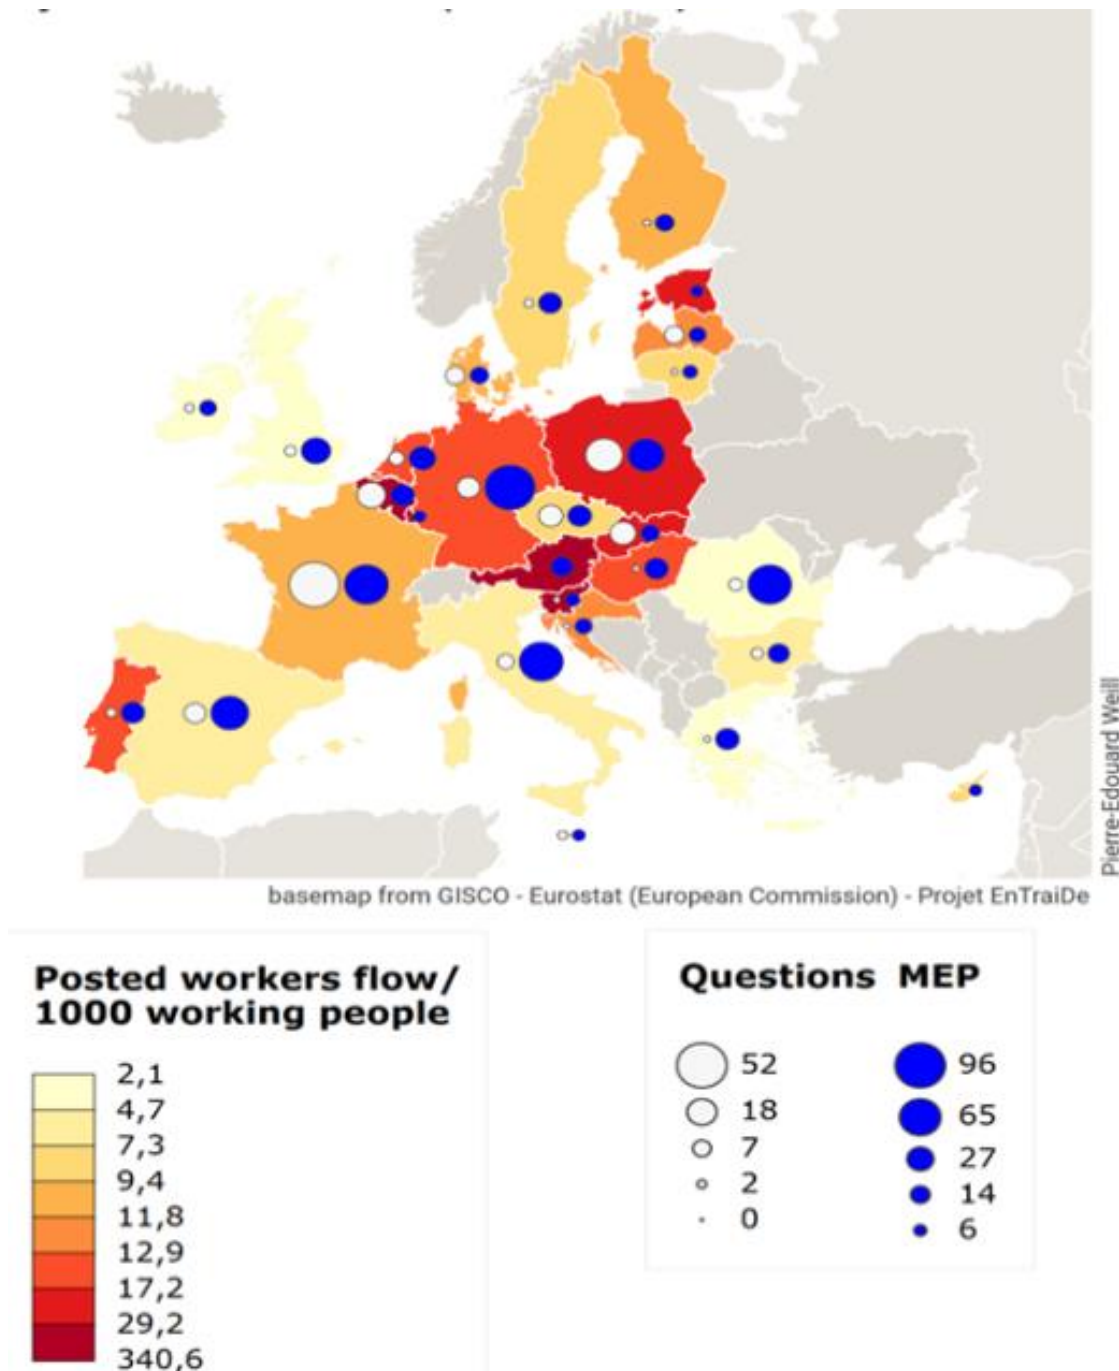 Pierre-Edouard Weill
basemap from GISCO - Eurostat (European Commission) - Projet EnTraiDe
Posted workers flow/
1000 working people
2,1
4,7
7,3
9,4
11,8
12,9
17,2
29,2
340,6
Questions MEP
52 96
18 65
7 27
2 14
0 6